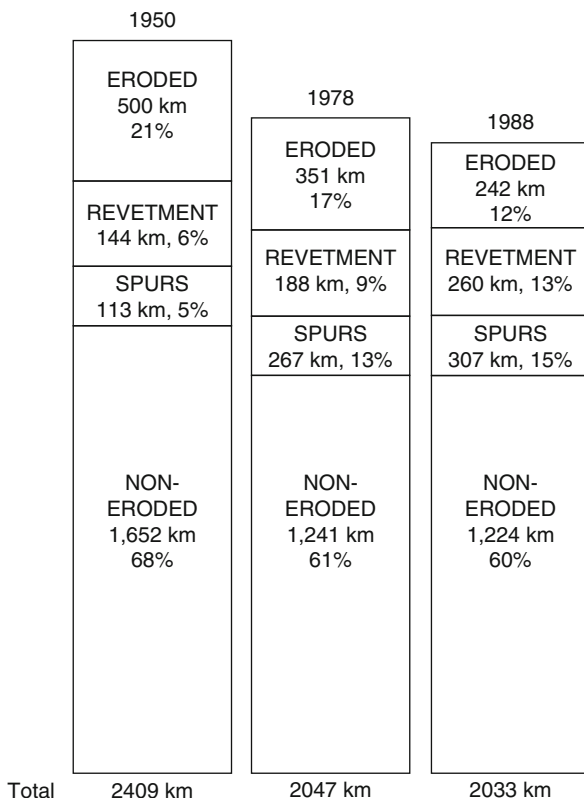 1950
ERODED
500 km
21%
REVETMENT
144 km, 6%
SPURS
113 km, 5%
NON-
ERODED
1,652 km
68%
1978
ERODED
351 km
17%
REVETMENT
188 km, 9%
SPURS
267 km, 13%
NON-
ERODED
1,241 km
61%
1988
ERODED
242 km
12%
REVETMENT
260 km, 13%
SPURS
307 km, 15%
NON-
ERODED
1,224 km
60%
Total 2409 km 2047 km 2033 km